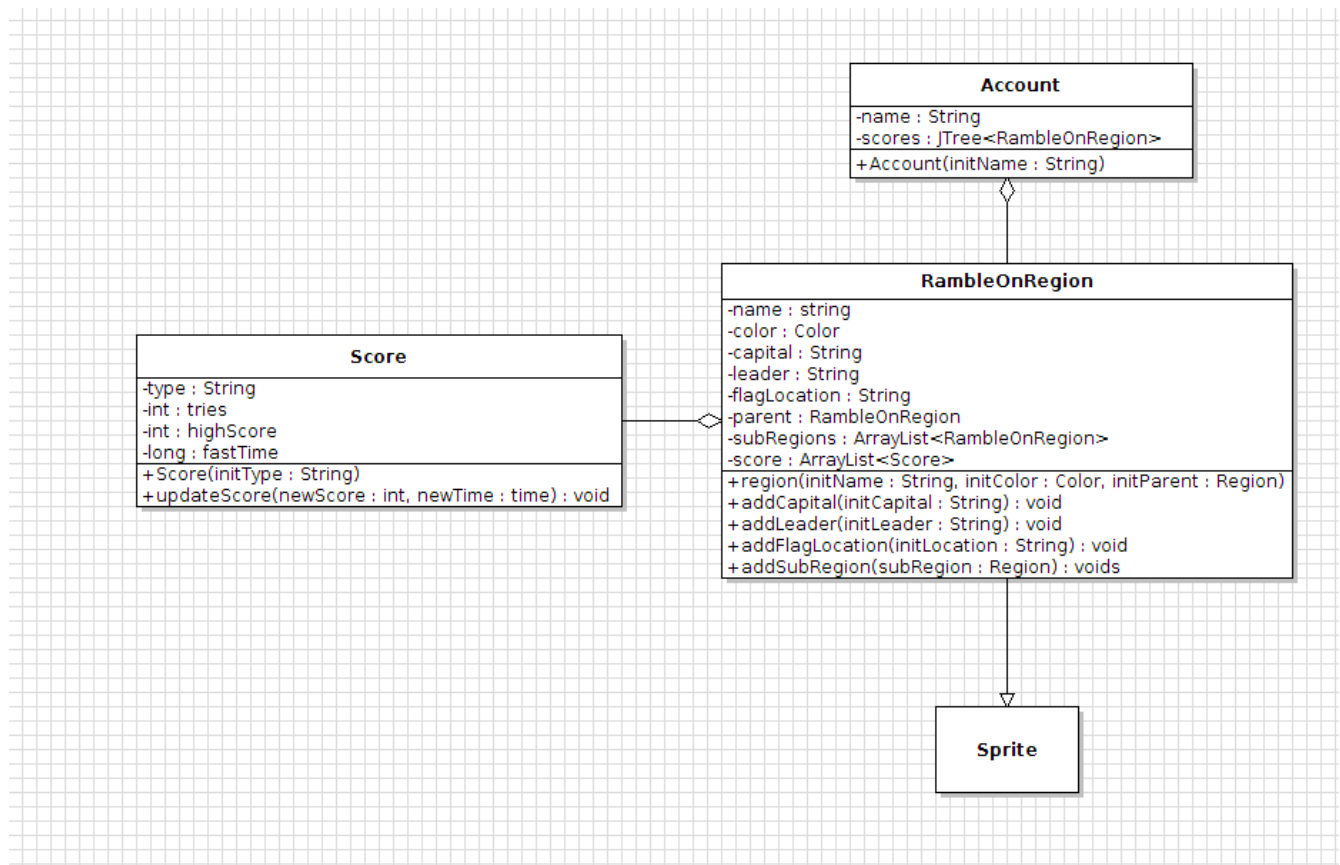 Account
-name : String
-scores : JTree<RambleOnRegion>
+Account(initName : String)
RambleOnRegion
-name : string
-color : Color
-capital : String
-leader : String
-flagLocation : String
-parent : RambleOnRegion
-subRegions : ArrayList<RambleOnRegion>
-score : ArrayList<Score>
+region(initName : String, initColor : Color, initParent : Region)
+addCapital(initCapital : String) : void
+addLeader(initLeader : String) : void
+addFlagLocation(initLocation : String) : void
+addSubRegion(subRegion : Region) : voids
Score
-type : String
-int : tries
-int : highScore
-long : fastTime
+Score(initType : String)
+updateScore(newScore : int, newTime : time) : void
Sprite